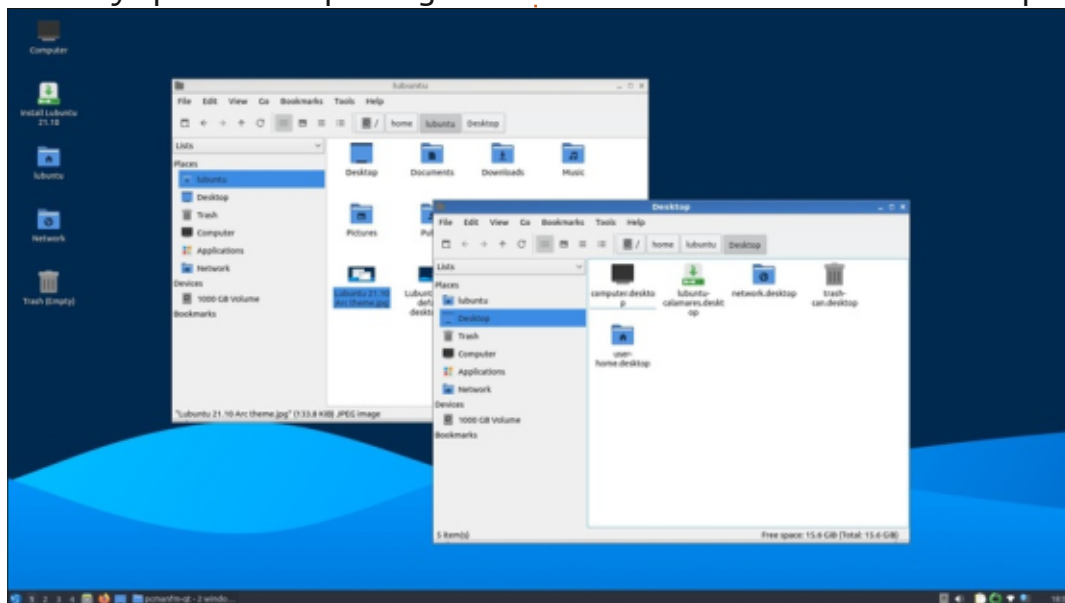 Computer
Install Lubuntu
21.10
lubuntu
Network
Trash (Empty)
lubuntu
File Edit View Go Bookmarks Tools Help
/ home lubuntu Desktop
Lists
Places
lubuntu
Desktop
Trash
Computer
Applications
Network
Devices
1000 GB Volume
Bookmarks
Desktop
Documents
Downloads
Music
Pictures
Lubuntu 21.10
Arc theme.jpg
"Lubuntu 21.10 Arc theme.jpg" (133.8 KiB) JPEG image
Desktop
File Edit View Go Bookmarks Tools Help
/ home lubuntu Desktop
Lists
Places
lubuntu
Desktop
Trash
Computer
Applications
Network
Devices
1000 GB Volume
Bookmarks
computer.deskto
p
lubuntu-
calamares.deskt
op
network.desktop
trash-
can.desktop
user-
home.desktop
5 item(s)
Free space: 15.6 GiB (Total: 15.6 GiB)
1 2 3 4
pcmanfm-qt - 2 windo...